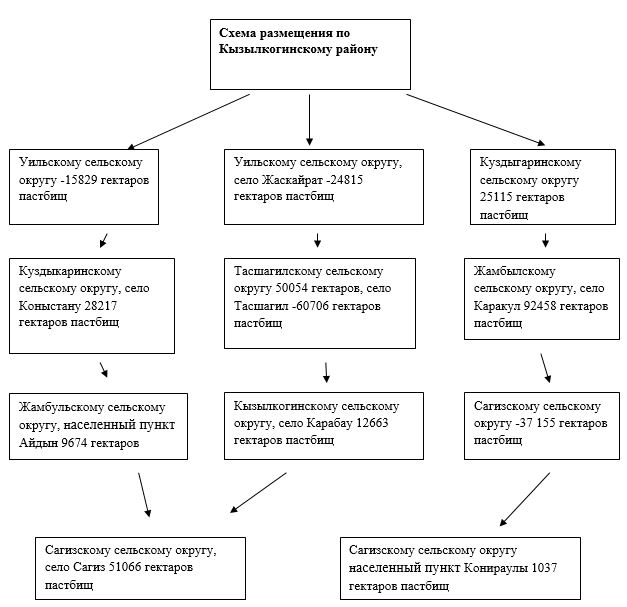 Схема размещения по
Кызылкогинскому району
Уильскому сельскому
округу -15829 гектаров
пастбищ
Уильскому сельскому округу,
село Жаскайрат -24815
гектаров пастбищ
Куздыгаринскому
сельскому округу
25115 гектаров
пастбищ
Куздыкаринскому
сельскому округу, село
Коныстану 28217
гектаров пастбищ
Тасшагилскому сельскому
округу 50054 гектаров, село
Тасшагил -60706 гектаров
пастбищ
Жамбылскому
сельскому округу, село
Каракул 92458 гектаров
пастбищ
Жамбульскому сельскому
округу, населенный пункт
Айдын 9674 гектаров
Кызылкогинскому сельскому
округу, село Карабау 12663
гектаров пастбищ
Сагизскому сельскому
округу -37 155 гектаров
пастбищ
Сагизскому сельскому округу,
село Сагиз 51066 гектаров
пастбищ
Сагизскому сельскому округу
населенный пункт Конираулы 1037
гектаров пастбищ